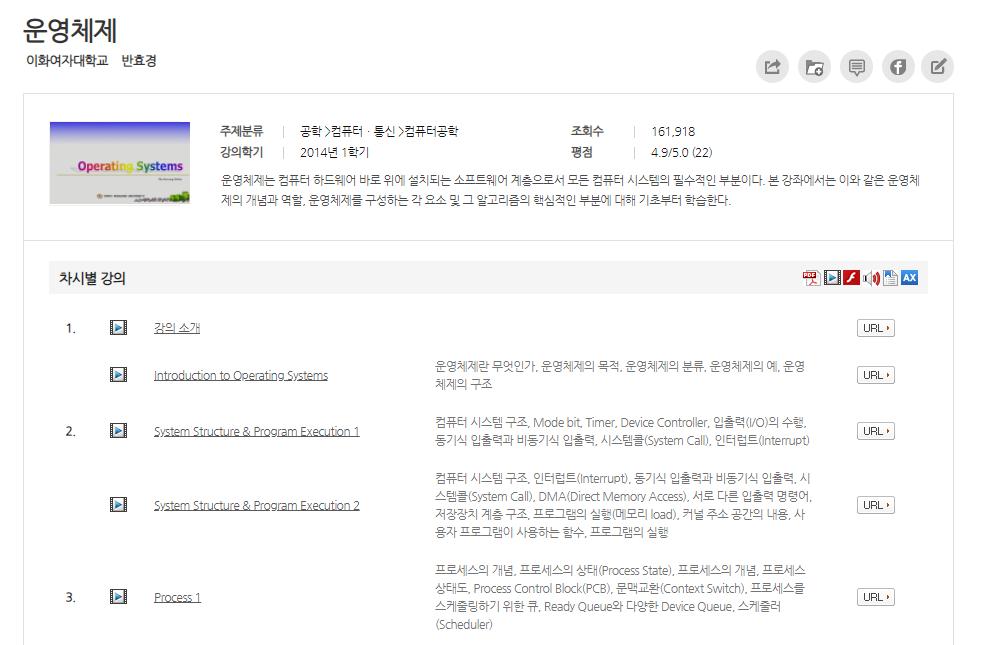 운영체제
이화여자대학교 반효경
Operating Systems
주제분류 공학 >컴퓨터ㆍ통신 >컴퓨터공학 조회수 161,918
강의학기 2014년 1학기 평점 4.9/5.0 (22)
운영체제는 컴퓨터 하드웨어 바로 위에 설치되는 소프트웨어 계층으로서 모든 컴퓨터 시스템의 필수적인 부분이다. 본 강좌에서는 이와 같은 운영체
제의 개념과 역할, 운영체제를 구성하는 각 요소 및 그 알고리즘의 핵심적인 부분에 대해 기초부터 학습한다.
차시별 강의 PDF AX
1. 강의 소개 URL
Introduction to Operating Systems 운영체제란 무엇인가, 운영체제의 목적, 운영체제의 분류, 운영체제의 예, 운영 URL
체제의 구조
2. System Structure & Program Execution 1 컴퓨터 시스템 구조, Mode bit, Timer, Device Controller, 입출력(I/O)의 수행, URL
동기식 입출력과 비동기식 입출력, 시스템콜(System Call), 인터럽트(Interrupt)
System Structure & Program Execution 2 컴퓨터 시스템 구조, 인터럽트(Interrupt), 동기식 입출력과 비동기식 입출력, 시 URL
스템콜(System Call), DMA(Direct Memory Access), 서로 다른 입출력 명령어,
저장장치 계층 구조, 프로그램의 실행(메모리 load), 커널 주소 공간의 내용, 사
용자 프로그램이 사용하는 함수, 프로그램의 실행
3. Process 1 프로세스의 개념, 프로세스의 상태(Process State), 프로세스의 개념, 프로세스 URL
상태도, Process Control Block(PCB), 문맥교환(Context Switch), 프로세스를
스케줄링하기 위한 큐, Ready Queue와 다양한 Device Queue, 스케줄러
(Scheduler)